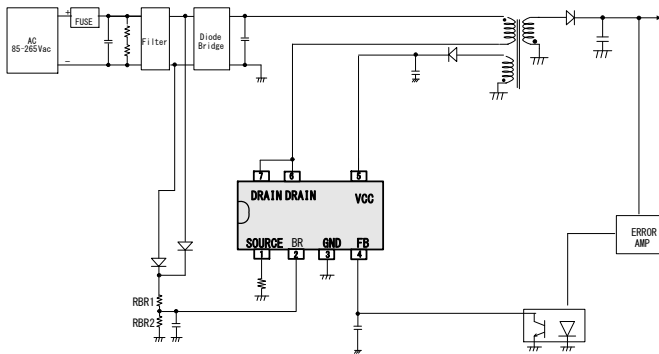 AC
85-265Vac
+
−
FUSE
Filter
Diode
Bridge
7
6
5
DRAIN DRAIN
VCC
SOURCE BR GND FB
1
2
3
4
RBR1
RBR2
ERROR
AMP